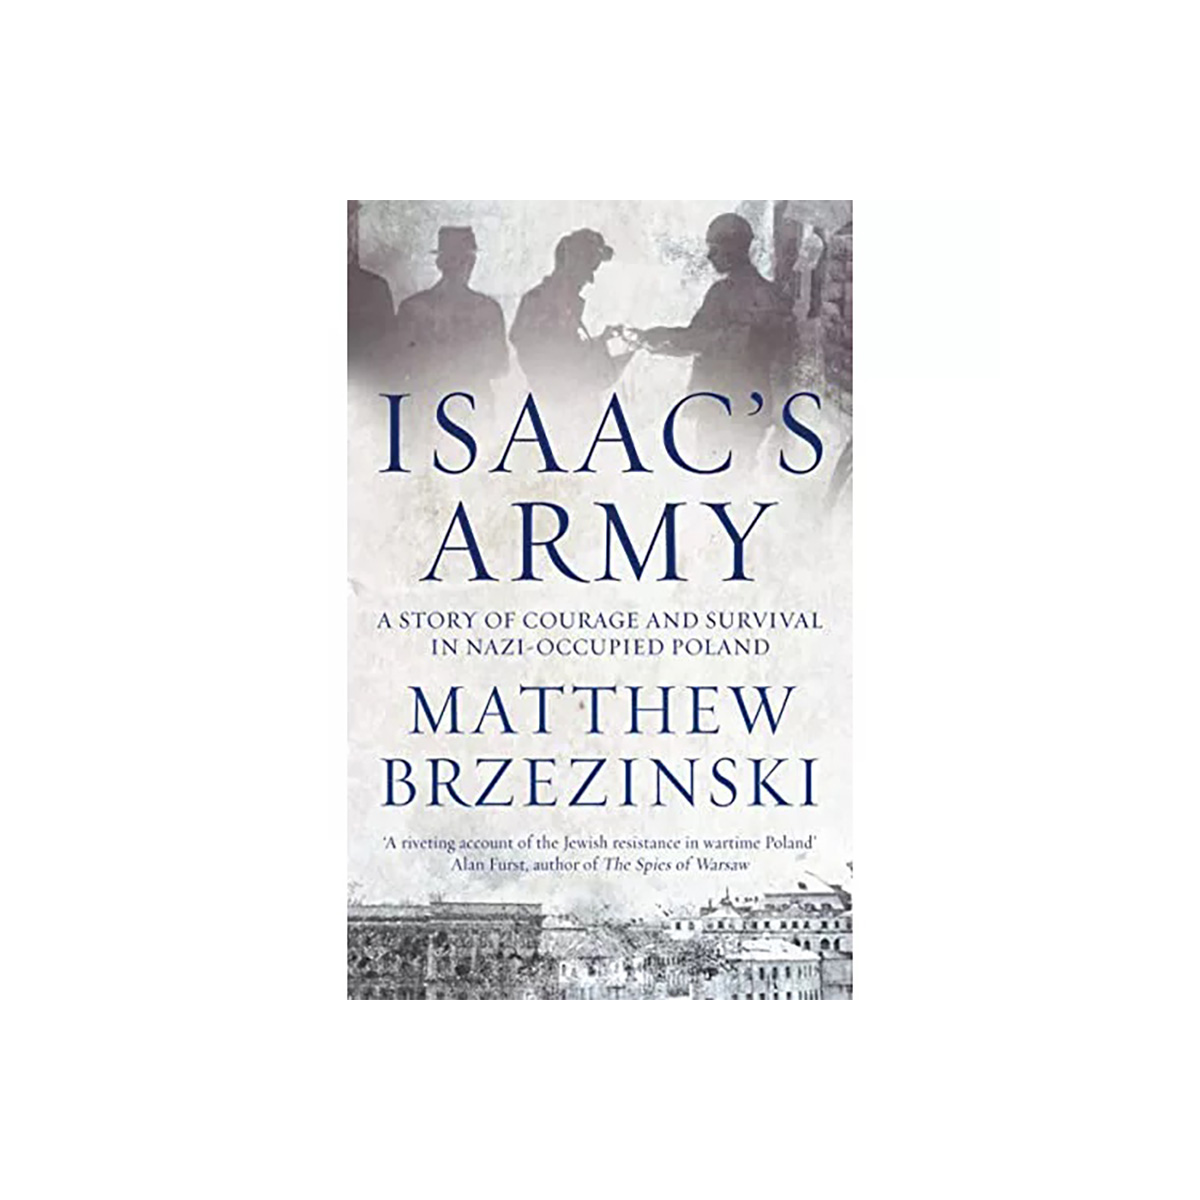 ISAAC’S
ARMY
A STORY OF COURAGE AND SURVIVAL
IN NAZI-OCCUPIED POLAND
MATTHEW
BRZEZINSKI
‘A riveting account of the Jewish resistance in wartime Poland’
Alan Furst, author of The Spies of Warsaw